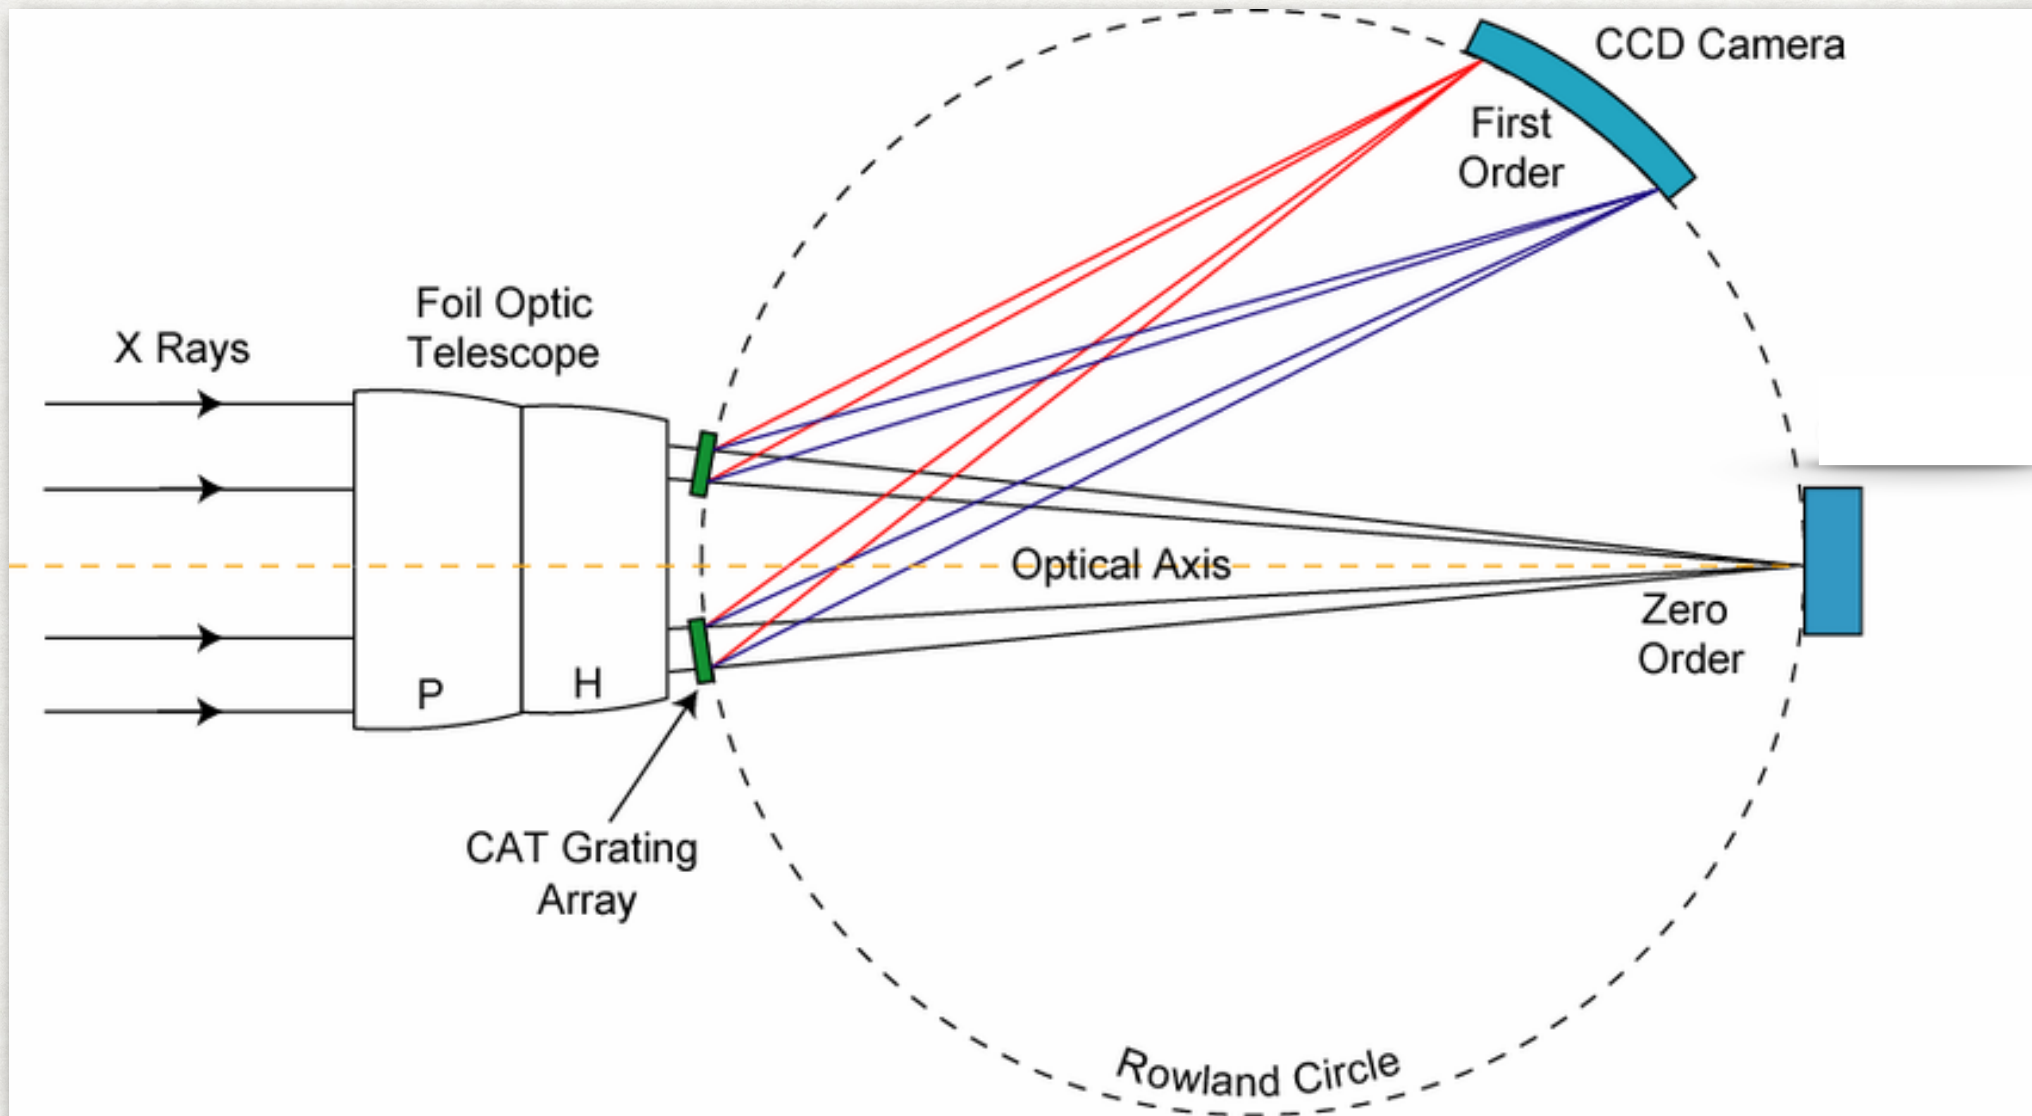 CCD Camera
First
Order
Foil Optic
Telescope
X Rays
Optical Axis
Zero
Order
P
H
CAT Grating
Array
Rowland Circle